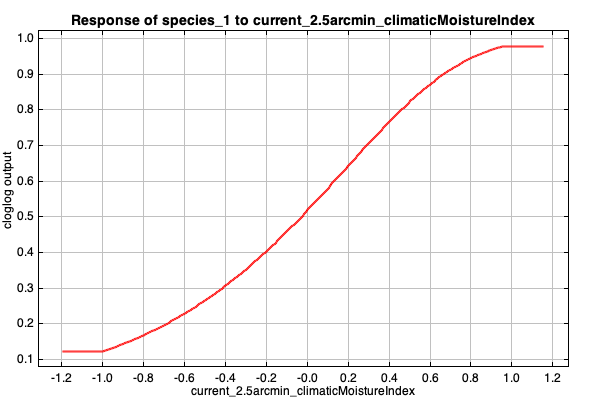 Response of species_1 to current_2.5arcmin_climaticMoistureIndex
1.0
0.9
0.8
0.7
0.6
0.5
0.4
0.3
0.2
0.1
cloglog output
-1.2 -1.0 -0.8 -0.6 -0.4 -0.2 -0.0 0.2 0.4 0.6 0.8 1.0 1.2
current_2.5arcmin_climaticMoistureIndex